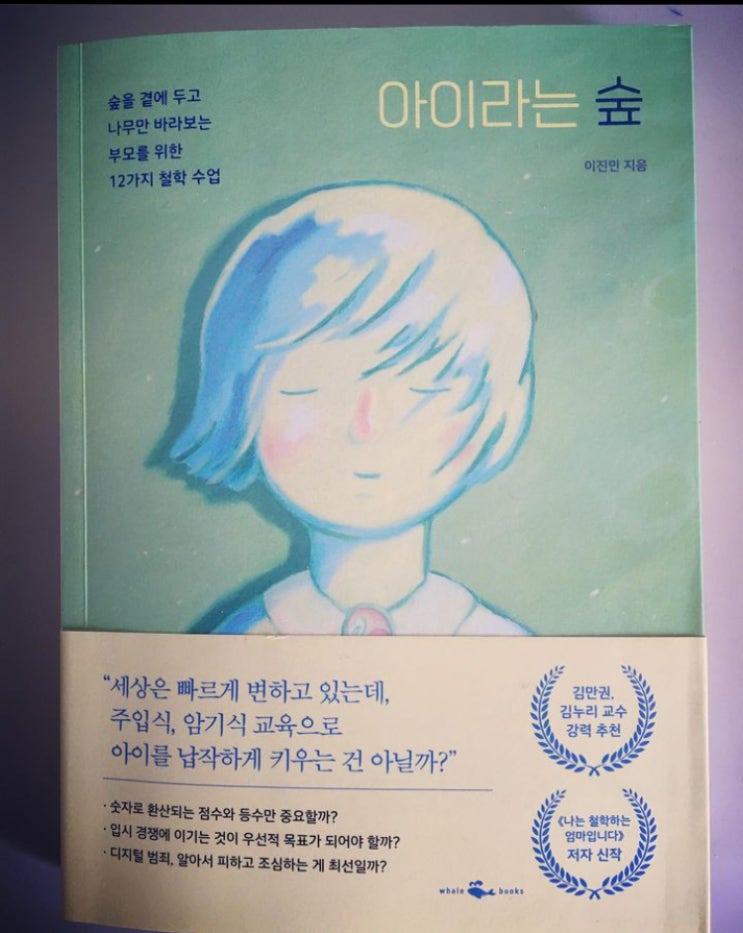 숲을 곁에 두고
나무만 바라보는
부모를 위한
12가지 철학 수업
아이라는 숲
이진민 지음
“세상은 빠르게 변하고 있는데,
주입식, 암기식 교육으로
아이를 납작하게 키우는 건 아닐까?”
· 숫자로 환산되는 점수와 등수만 중요할까?
· 입시 경쟁에 이기는 것이 우선적 목표가 되어야 할까?
· 디지털 범죄, 알아서 피하고 조심하는 게 최선일까?
김만권,
김누리 교수
강력 추천
《나는 철학하는
엄마입니다》
저자 신작
whale books